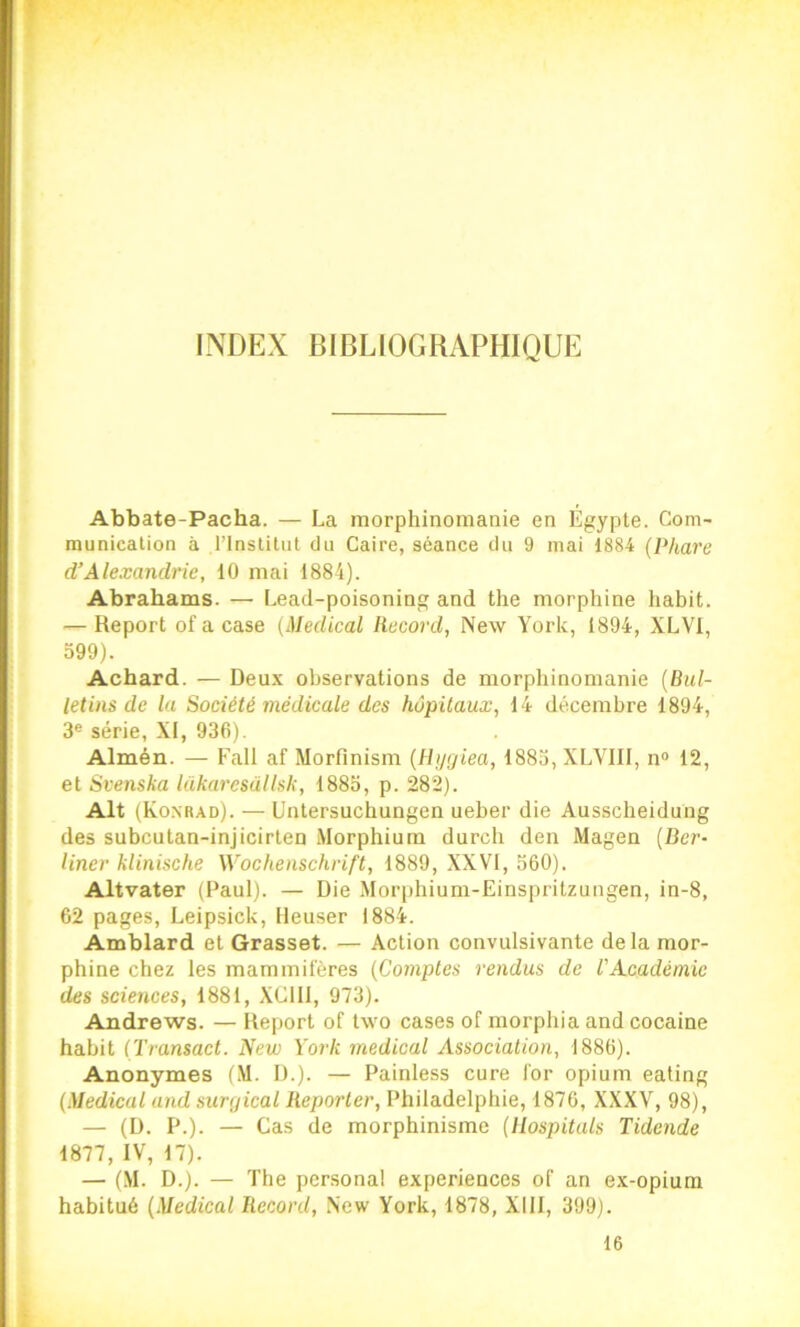 INDEX BIBLIOGRAPHIQUE
Abbate-Pacha. — La morphinomanie en Égypte. Com-
munication à l'Institut du Caire, séance du 9 mai 1884 (Phare
d'Alexandrie, 10 mai 1884).
Abrahams. — Lead-poisoning and the morphine habit.
— Report of a case (Medical Record, New York, 1894, XLVI,
599).
Achard. — Deux observations de morphinomanie (Bul-
letins de la Société médicale des hôpitaux, 14 décembre 1894,
3e série, XI, 936).
Almén. — Fall af Morfinism (Hygiea, 1885, XLVIII, no 12,
et Svenska läkaresällsk, 1885, p. 282).
Alt (Konrad). — Untersuchungen ueber die Ausscheidung
des subcutan-injicirten Morphium durch den Magen (Ber-
liner klinische Wochenschrift, 1889, XXVI, 560).
Altvater (Paul). — Die Morphium-Einspritzungen, in-8,
62 pages, Leipsick, Heuser 1884.
Amblard et Grasset. — Action convulsivante de la mor-
phine chez les mammifères (Comptes rendus de l'Académie
des sciences, 1881, XCIII, 973).
Andrews. — Report of two cases of morphia and cocaine
habit (Transact. New York medical Association, 1886).
Anonymes (M. D.). — Painless cure for opium eating
(Medical and surgical Reporter, Philadelphie, 1876, XXXV, 98),
— (D. P.). — Cas de morphinisme (Hospitals Tidende
1877, IV, 17).
— (M. D.). — The personal experiences of an ex-opium
habitué (Medical Record, New York, 1878, XIII, 399).
16